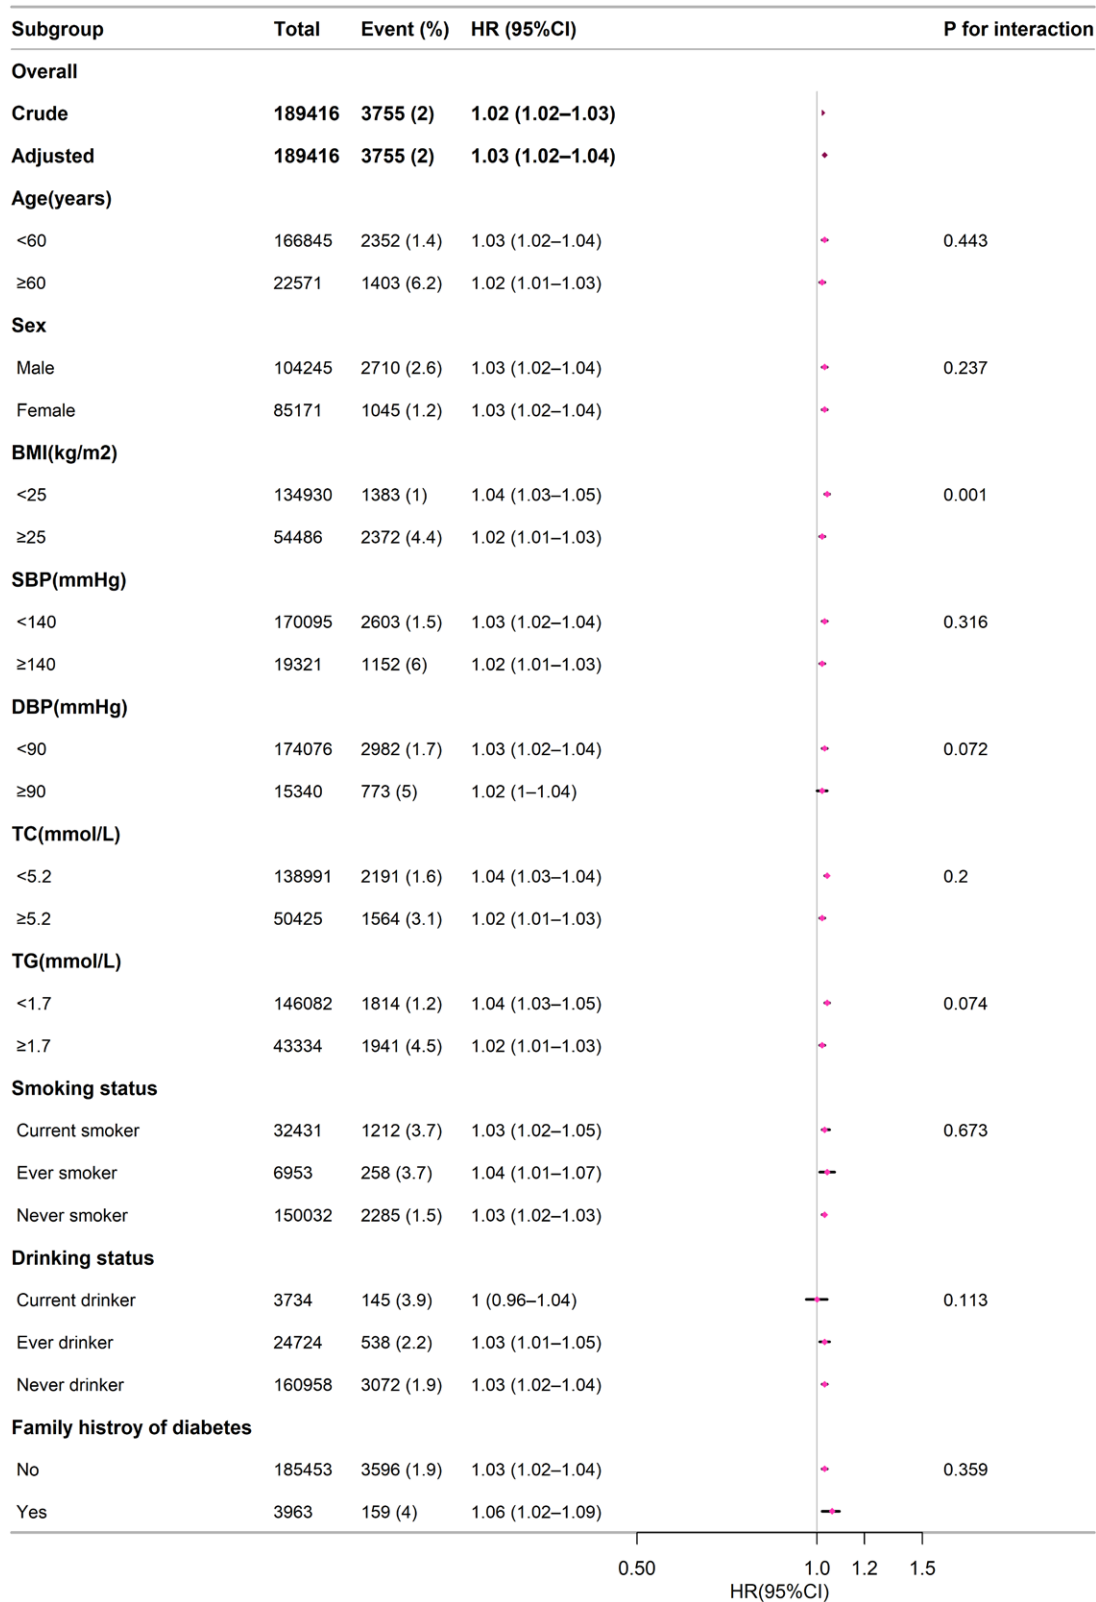 Subgroup Total Event (%) HR (95%CI) P for interaction
Overall
Crude 189416 3755 (2) 1.02 (1.02–1.03)
Adjusted 189416 3755 (2) 1.03 (1.02–1.04)
Age(years)
<60 166845 2352 (1.4) 1.03 (1.02–1.04) 0.443
≥60 22571 1403 (6.2) 1.02 (1.01–1.03)
Sex
Male 104245 2710 (2.6) 1.03 (1.02–1.04) 0.237
Female 85171 1045 (1.2) 1.03 (1.02–1.04)
BMI(kg/m2)
<25 134930 1383 (1) 1.04 (1.03–1.05) 0.001
≥25 54486 2372 (4.4) 1.02 (1.01–1.03)
SBP(mmHg)
<140 170095 2603 (1.5) 1.03 (1.02–1.04) 0.316
≥140 19321 1152 (6) 1.02 (1.01–1.03)
DBP(mmHg)
<90 174076 2982 (1.7) 1.03 (1.02–1.04) 0.072
≥90 15340 773 (5) 1.02 (1–1.04)
TC(mmol/L)
<5.2 138991 2191 (1.6) 1.04 (1.03–1.04) 0.2
≥5.2 50425 1564 (3.1) 1.02 (1.01–1.03)
TG(mmol/L)
<1.7 146082 1814 (1.2) 1.04 (1.03–1.05) 0.074
≥1.7 43334 1941 (4.5) 1.02 (1.01–1.03)
Smoking status
Current smoker 32431 1212 (3.7) 1.03 (1.02–1.05) 0.673
Ever smoker 6953 258 (3.7) 1.04 (1.01–1.07)
Never smoker 150032 2285 (1.5) 1.03 (1.02–1.03)
Drinking status
Current drinker 3734 145 (3.9) 1 (0.96–1.04) 0.113
Ever drinker 24724 538 (2.2) 1.03 (1.01–1.05)
Never drinker 160958 3072 (1.9) 1.03 (1.02–1.04)
Family histroy of diabetes
No 185453 3596 (1.9) 1.03 (1.02–1.04) 0.359
Yes 3963 159 (4) 1.06 (1.02–1.09)
0.50 1.0 1.2 1.5
HR(95%CI)